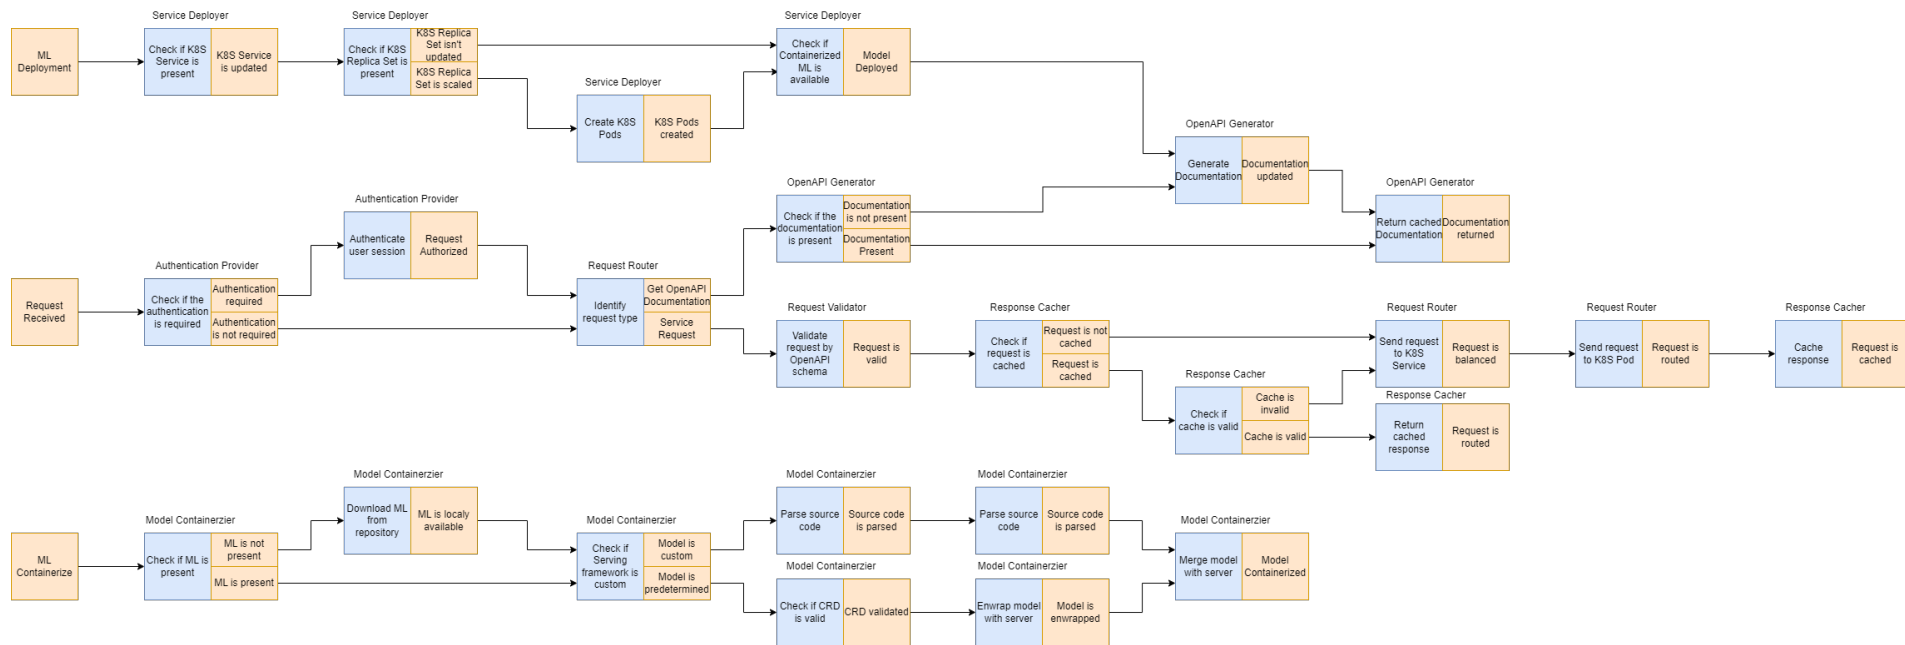 Service Deployer
Service Deployer
Service Deployer
ML
Deployment
Check if K8S
Service is
present
K8S Service
is updated
Check if K8S
Replica Set is
present
K8S Replica
Set isn't
updated
K8S Replica
Set is scaled
Check if
Containerized
ML is
available
Model
Deployed
Service Deployer
Create K8S
Pods
K8S Pods
created
OpenAPI Generator
Generate
Documentation
Documentation
updated
OpenAPI Generator
Check if the
documentation
is present
Documentation
is not present
Documentation
Present
OpenAPI Generator
Return cached
Documentation
Documentation
returned
Authentication Provider
Authenticate
user session
Request
Authorized
Authentication Provider
Request
Received
Check if the
authentication
is required
Authentication
required
Authentication
is not required
Request Router
Identify
request type
Get OpenAPI
Documentation
Service
Request
Request Validator
Validate
request by
OpenAPI
schema
Request is
valid
Response Cacher
Check if
request is
cached
Request is not
cached
Request is
cached
Response Cacher
Check if
cache is valid
Cache is
invalid
Cache is valid
Request Router
Send request
to K8S
Service
Request is
balanced
Request Router
Send request
to K8S Pod
Request is
routed
Response Cacher
Cache
response
Request is
cached
Response Cacher
Return
cached
response
Request is
routed
Model Containerzier
Download ML
from
repository
ML is localy
available
Model Containerzier
ML
Containerize
Check if ML is
present
ML is not
present
ML is present
Model Containerzier
Check if
Serving
framework is
custom
Model is
custom
Model is
predetermined
Model Containerzier
Parse source
code
Source code
is parsed
Model Containerzier
Parse source
code
Source code
is parsed
Model Containerzier
Merge model
with server
Model
Containerized
Model Containerzier
Check if CRD
is valid
CRD validated
Model Containerzier
Enwrap model
with server
Model is
enwrapped